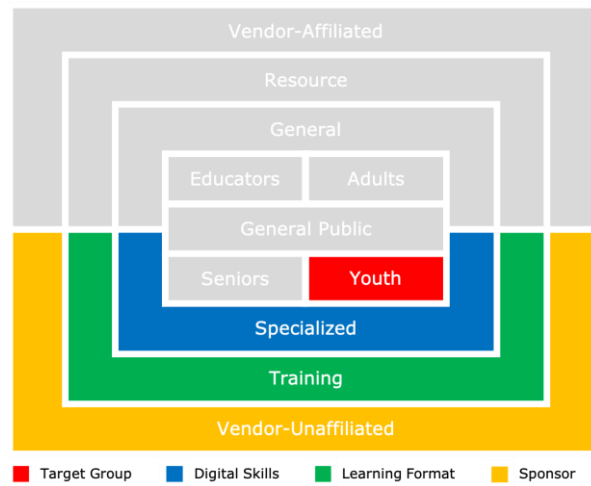 Vendor-Affiliated
Resource
General
Educators Adults
General Public
Seniors Youth
Specialized
Training
Vendor-Unaffiliated
Target Group Digital Skills Learning Format Sponsor